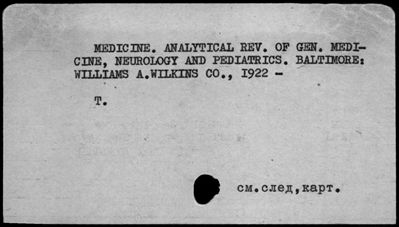 MEDICINE. ANALYTICAL REV. OF GEN. MEDI-
CINE, NEUROLOGY AND PEDIATRICS. BALTIMORE:
WILLIAMS A.WILKINS CO., 1922 -
T.
см.след,карт.